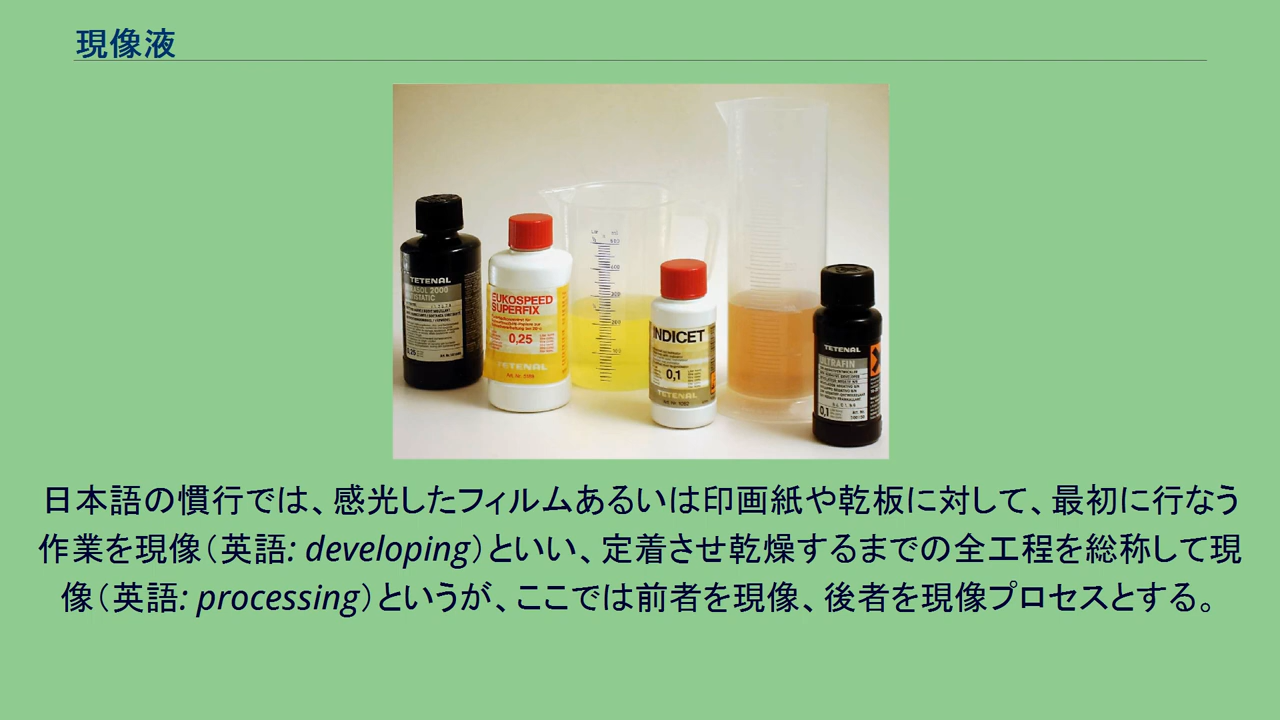 現像液
TETENAL
2000
EUKOSPEED
SUPERFIX
0,25
TETENAL
INDICET
0,1
TETENAL
TETENAL
ULTRAFIN
0,1
日本語の慣行では、感光したフィルムあるいは印画紙や乾板に対して、最初に行なう
作業を現像（英語: developing）といい、定着させ乾燥するまでの全工程を総称して現
像（英語: processing）というが、ここでは前者を現像、後者を現像プロセスとする。